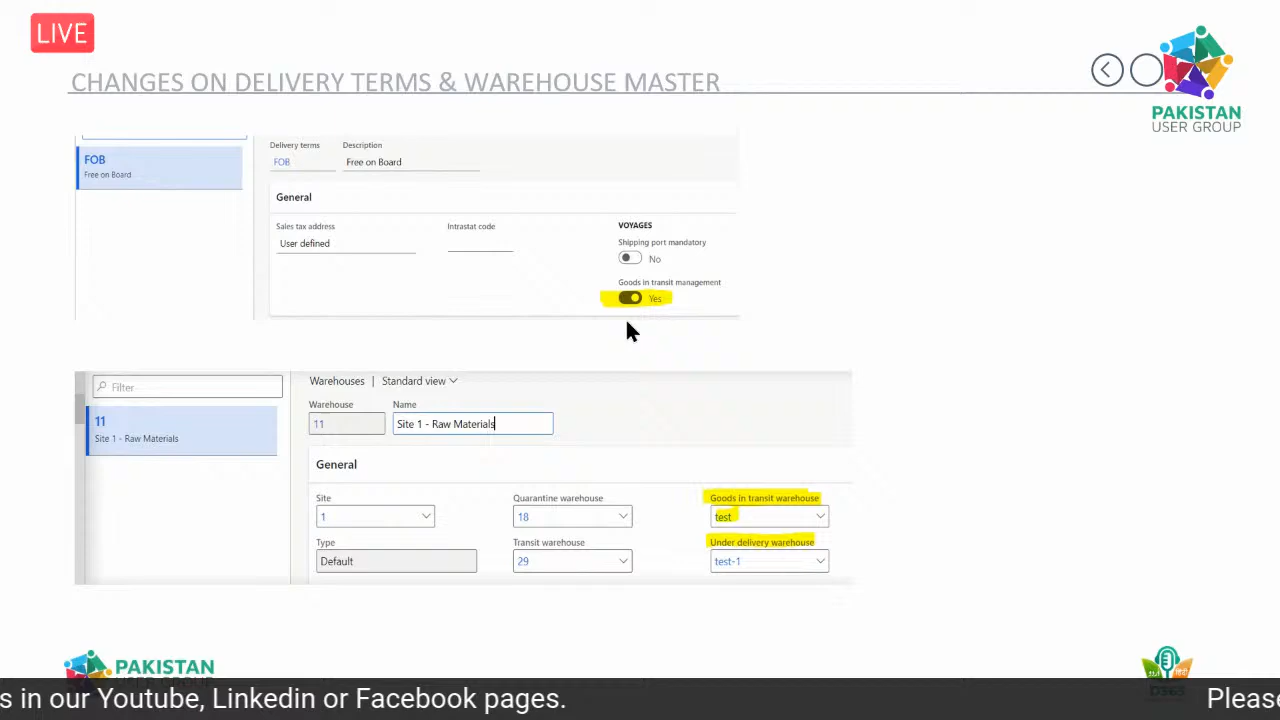 LIVE
CHANGES ON DELIVERY TERMS & WAREHOUSE MASTER
PAKISTAN
USER GROUP
FOB
Free on Board
Delivery terms
Description
FOB
Free on Board
General
Sales tax address
Intrastat code
VOYAGES
User defined
Shipping port mandatory
No
Goods in transit management
Yes
Filter
11
Site 1 - Raw Materials
Warehouses | Standard view
Warehouse
Name
11
Site 1 - Raw Materials
General
Site
Quarantine warehouse
Goods in transit warehouse
1
18
test
Type
Transit warehouse
Under delivery warehouse
Default
29
test-1
PAKISTAN
s in our Youtube, Linkedin or Facebook pages.
Please